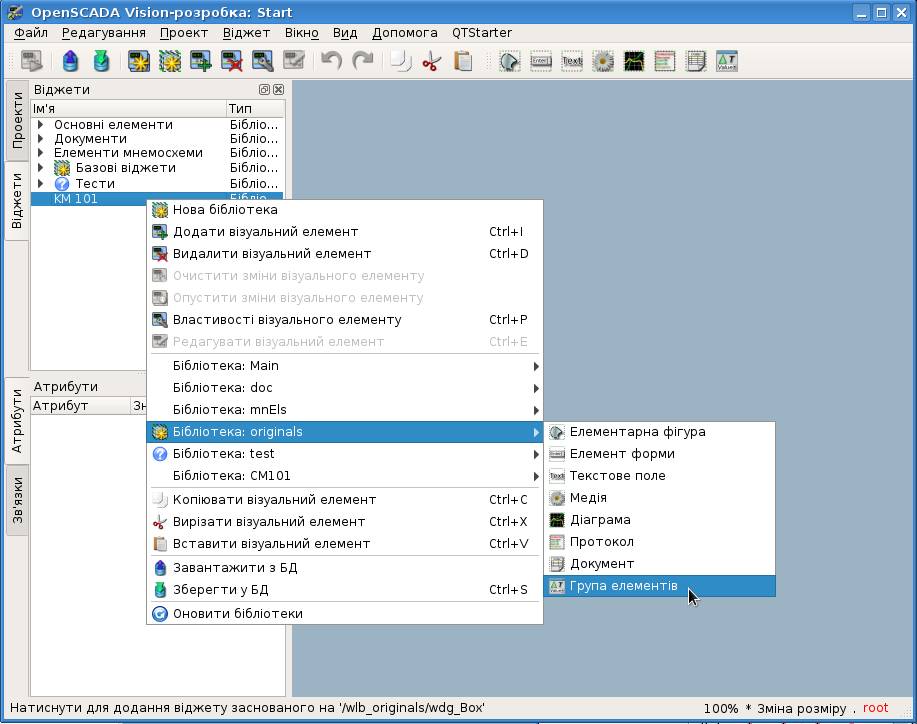 OpenSCADA Vision-розробка: Start
Файл Редагування Проект Віджет Вікно Вид Допомога QTStarter
Проекти
Віджети
Атрибути
Зв'язки
Віджети
Ім'я Тип
Основні елементи Бібліо...
Документи Бібліо...
Елементи мнемосхеми Бібліо...
Базові віджети Бібліо...
Тести Бібліо...
КМ 101 Бібліо...
Атрибути
Атрибут Зн
Нова бібліотека
Додати візуальний елемент Ctrl+I
Видалити візуальний елемент Ctrl+D
Очистити зміни візуального елементу
Опустити зміни візуального елементу
Властивості візуального елементу Ctrl+P
Редагувати візуальний елемент Ctrl+E
Бібліотека: Main
Бібліотека: doc
Бібліотека: mnEls
Бібліотека: originals
Бібліотека: test
Бібліотека: CM101
Копіювати візуальний елемент Ctrl+C
Вирізати візуальний елемент Ctrl+X
Вставити візуальний елемент Ctrl+V
Завантажити з БД
Зберегти у БД Ctrl+S
Оновити бібліотеки
Елементарна фігура
Елемент форми
Текстове поле
Медія
Діаграма
Протокол
Документ
Група елементів
Натиснути для додання віджету заснованого на '/wlb_originals/wdg_Box' 100% * Зміна розміру . root